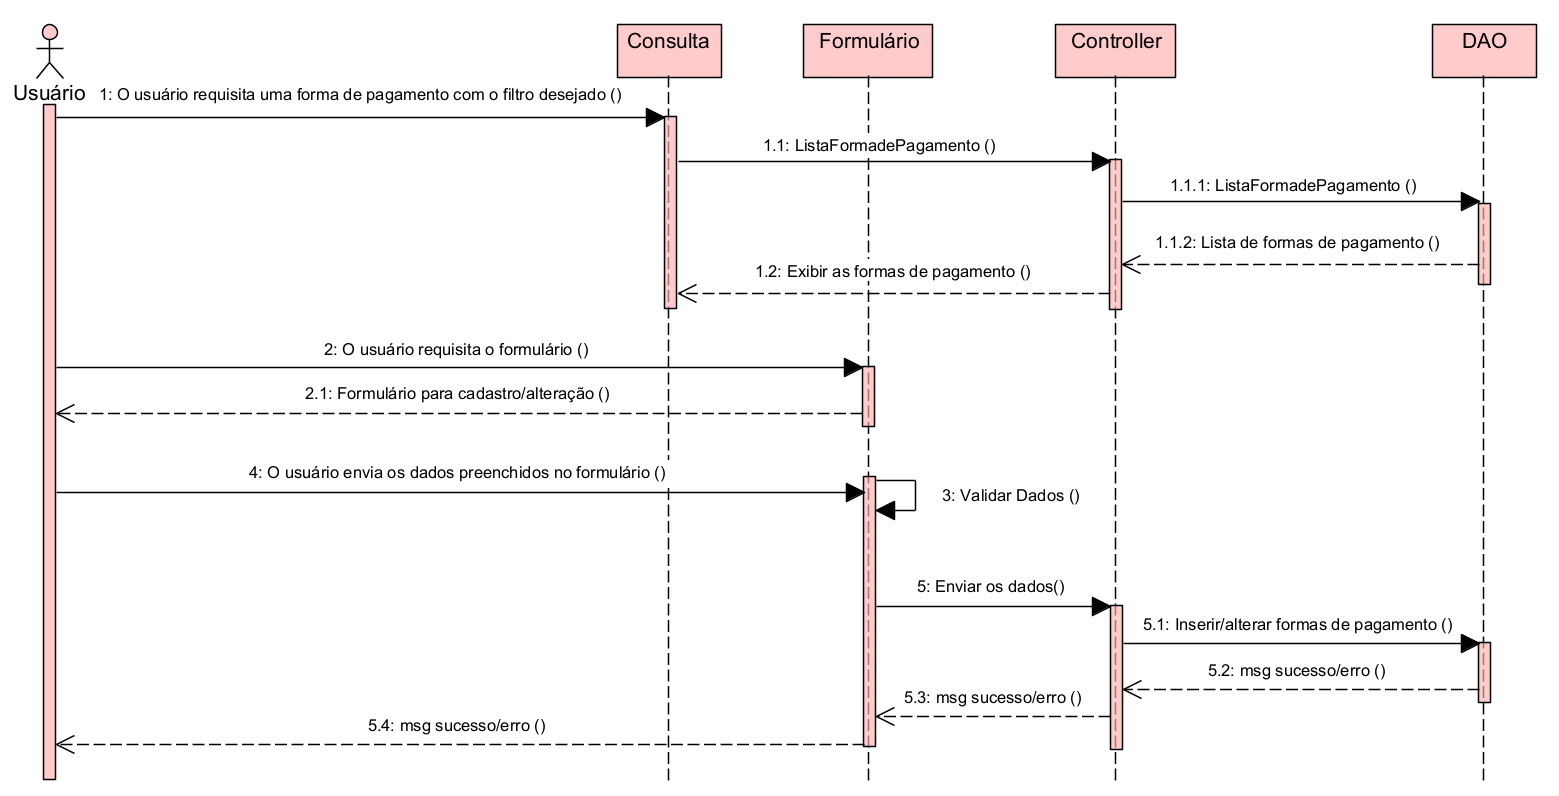 Consulta
Formulário
Controller
DAO
Usuário
1: O usuário requisita uma forma de pagamento com o filtro desejado ()
1.1: ListaFormadePagamento ()
1.1.1: ListaFormadePagamento ()
1.1.2: Lista de formas de pagamento ()
1.2: Exibir as formas de pagamento ()
2: O usuário requisita o formulário ()
2.1: Formulário para cadastro/alteração ()
4: O usuário envia os dados preenchidos no formulário ()
3: Validar Dados ()
5: Enviar os dados()
5.1: Inserir/alterar formas de pagamento ()
5.2: msg sucesso/erro ()
5.3: msg sucesso/erro ()
5.4: msg sucesso/erro ()